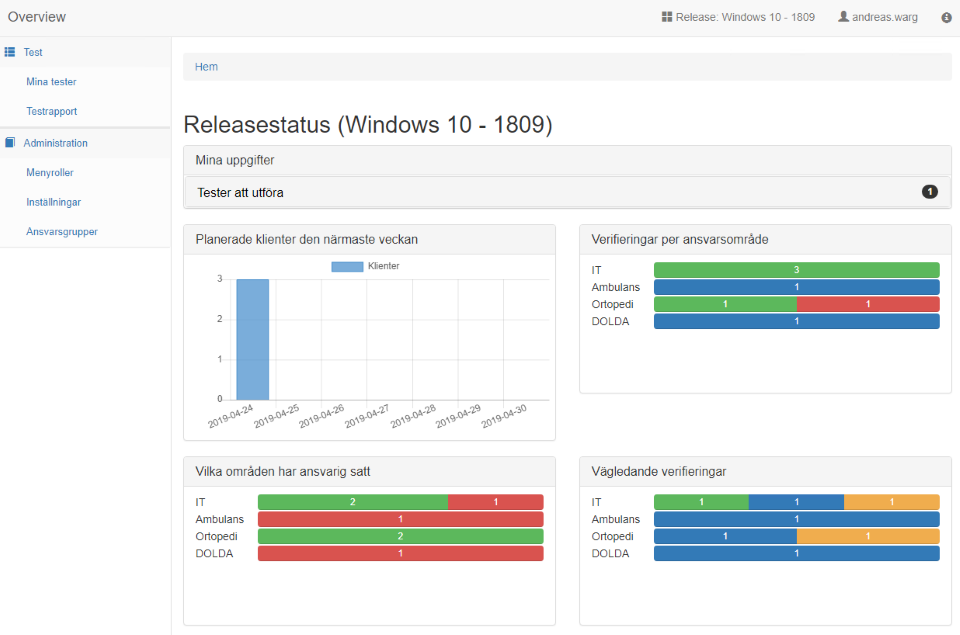 Overview
Release: Windows 10 - 1809
andreas.warg
Test
Mina tester
Testrapport
Administration
Menyroller
Inställningar
Ansvarsgrupper
Hem
Releasestatus (Windows 10 - 1809)
Mina uppgifter
Tester att utföra 1
Planerade klienter den närmaste veckan
Klienter
3
2
1
0
2019-04-24 2019-04-25 2019-04-26 2019-04-27 2019-04-28 2019-04-29 2019-04-30
Verifieringar per ansvarsområde
IT 3
Ambulans 1
Ortopedi 1 1
DOLDA 1
Vilka områden har ansvarig satt
IT 2 1
Ambulans 1
Ortopedi 2
DOLDA 1
Vägledande verifieringar
IT 1 1 1
Ambulans 1
Ortopedi 1 1
DOLDA 1